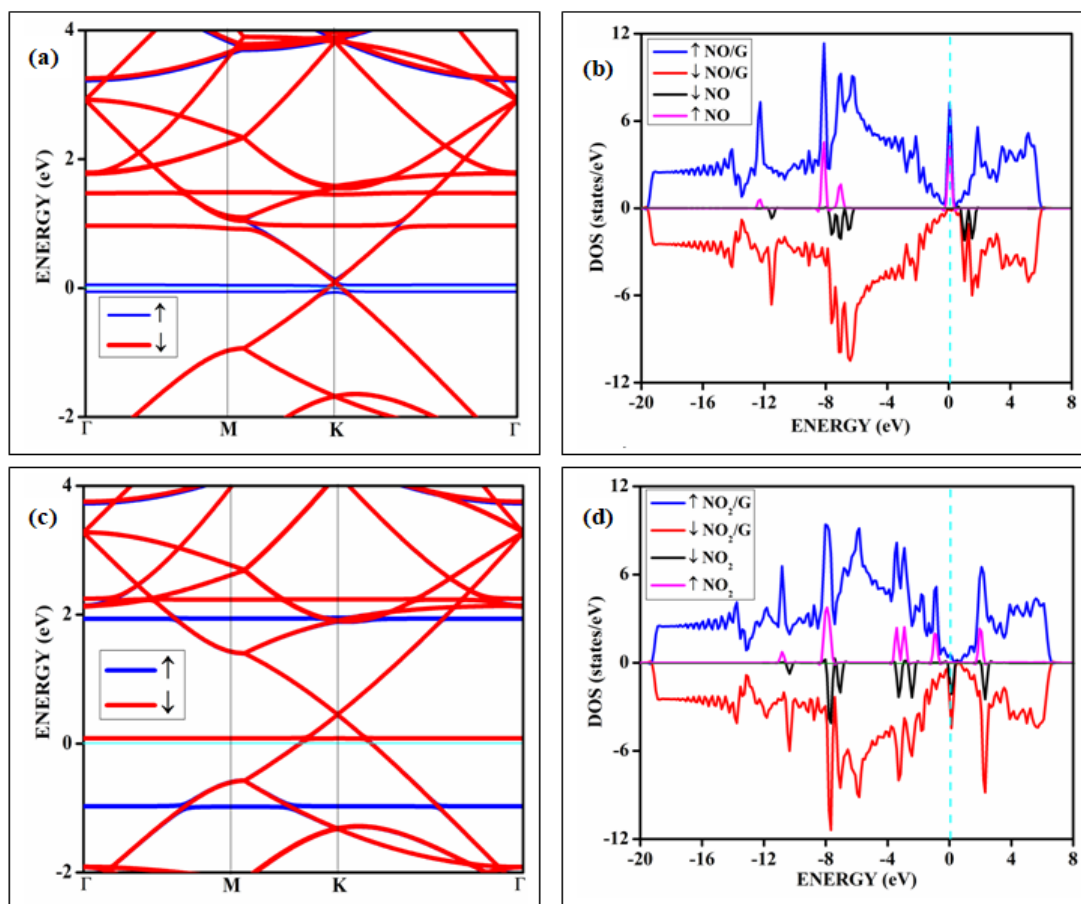 (a)
ENERGY (eV)
4
2
0
-2
↑
↓
Γ M K Γ
(b)
DOS (states/eV)
12
6
0
-6
-12
↑ NO/G
↓ NO/G
↓ NO
↑ NO
-20 -16 -12 -8 -4 0 4 8
ENERGY (eV)
(c)
ENERGY (eV)
4
2
0
-2
↑
↓
Γ M K Γ
(d)
DOS (states/eV)
12
6
0
-6
-12
↑ NO₂/G
↓ NO₂/G
↓ NO₂
↑ NO₂
-20 -16 -12 -8 -4 0 4 8
ENERGY (eV)